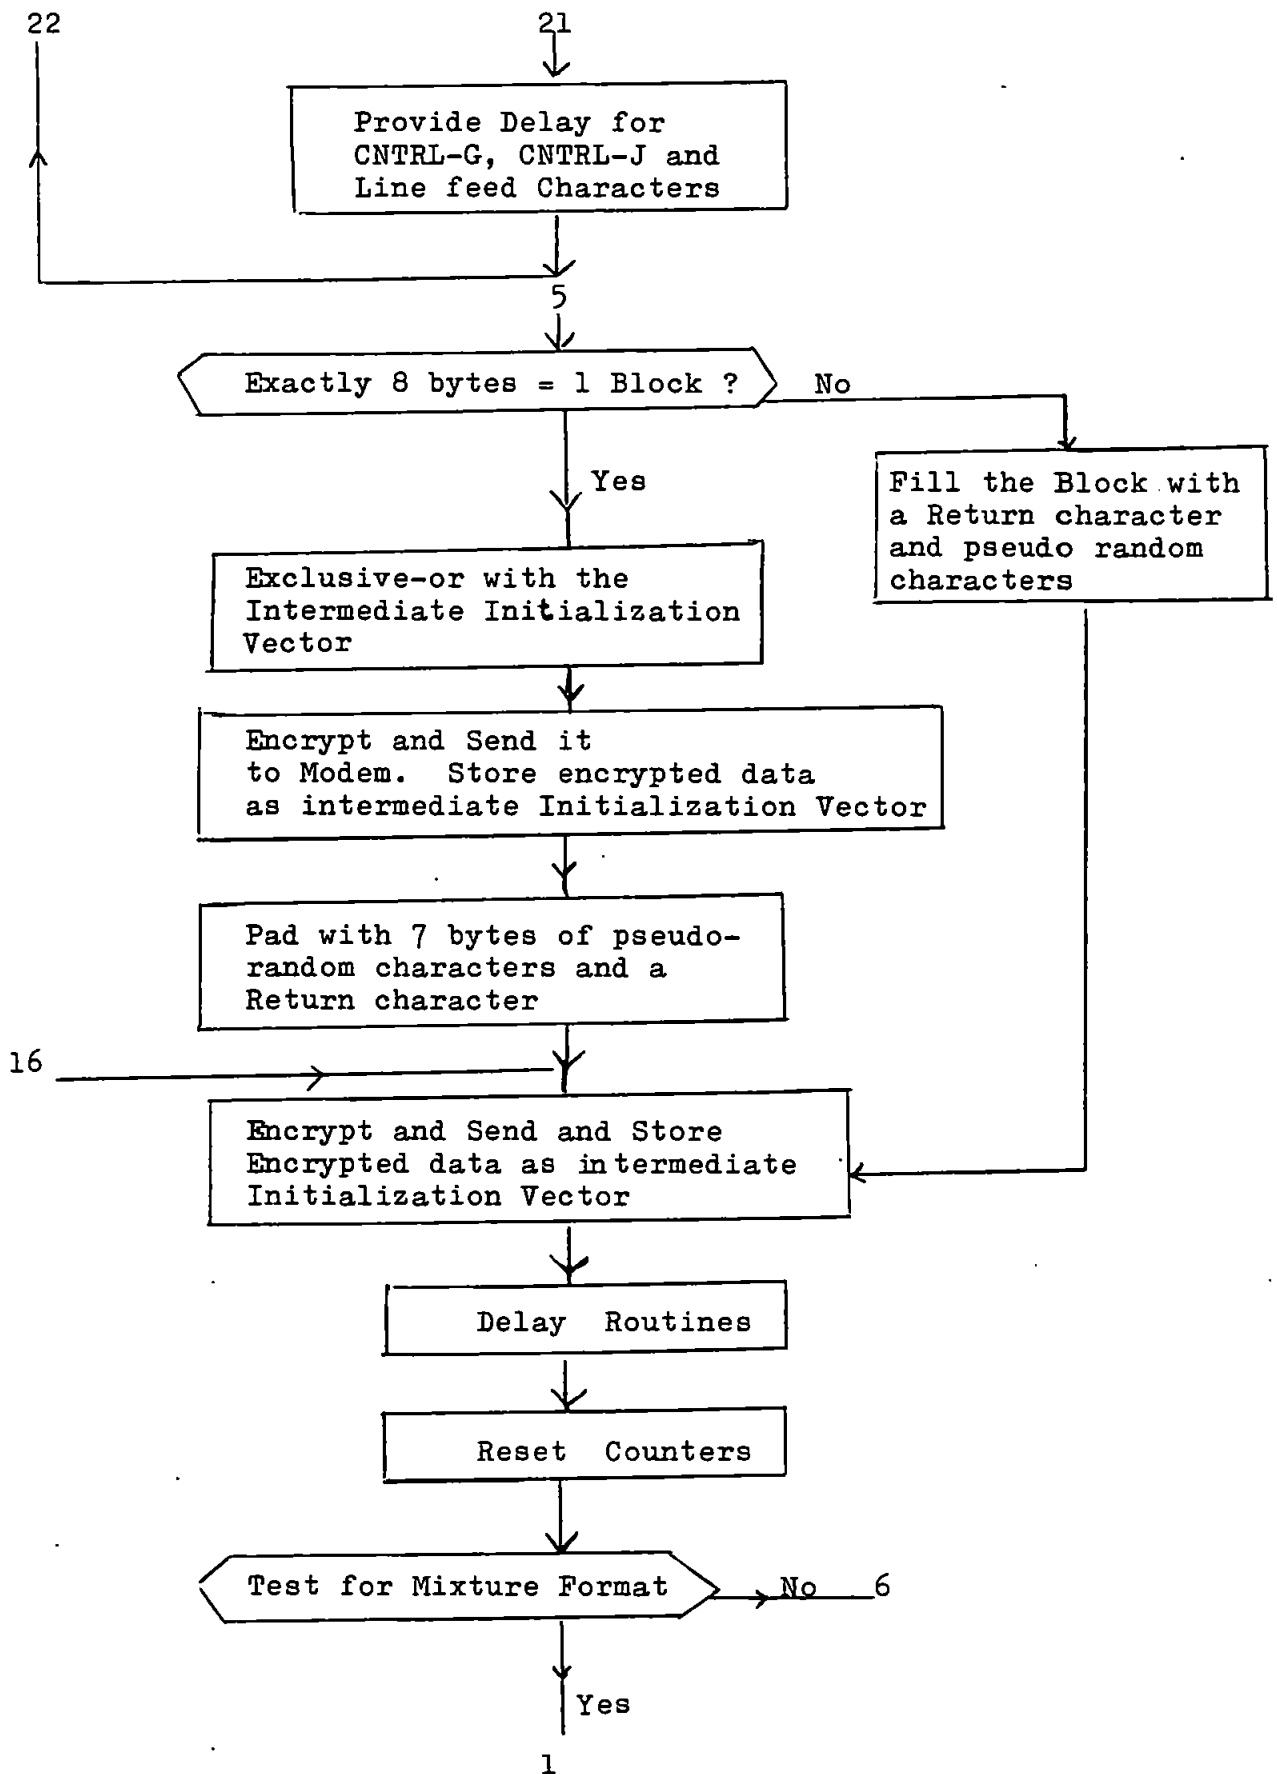 22
21
Provide Delay for
CNTRL-G, CNTRL-J and
Line feed Characters
5
Exactly 8 bytes = 1 Block ?
No
Yes
Fill the Block with
a Return character
and pseudo random
characters
Exclusive-or with the
Intermediate Initialization
Vector
Encrypt and Send it
to Modem. Store encrypted data
as intermediate Initialization Vector
Pad with 7 bytes of pseudo-
random characters and a
Return character
16
Encrypt and Send and Store
Encrypted data as intermediate
Initialization Vector
Delay Routines
Reset Counters
Test for Mixture Format
No
6
Yes
1